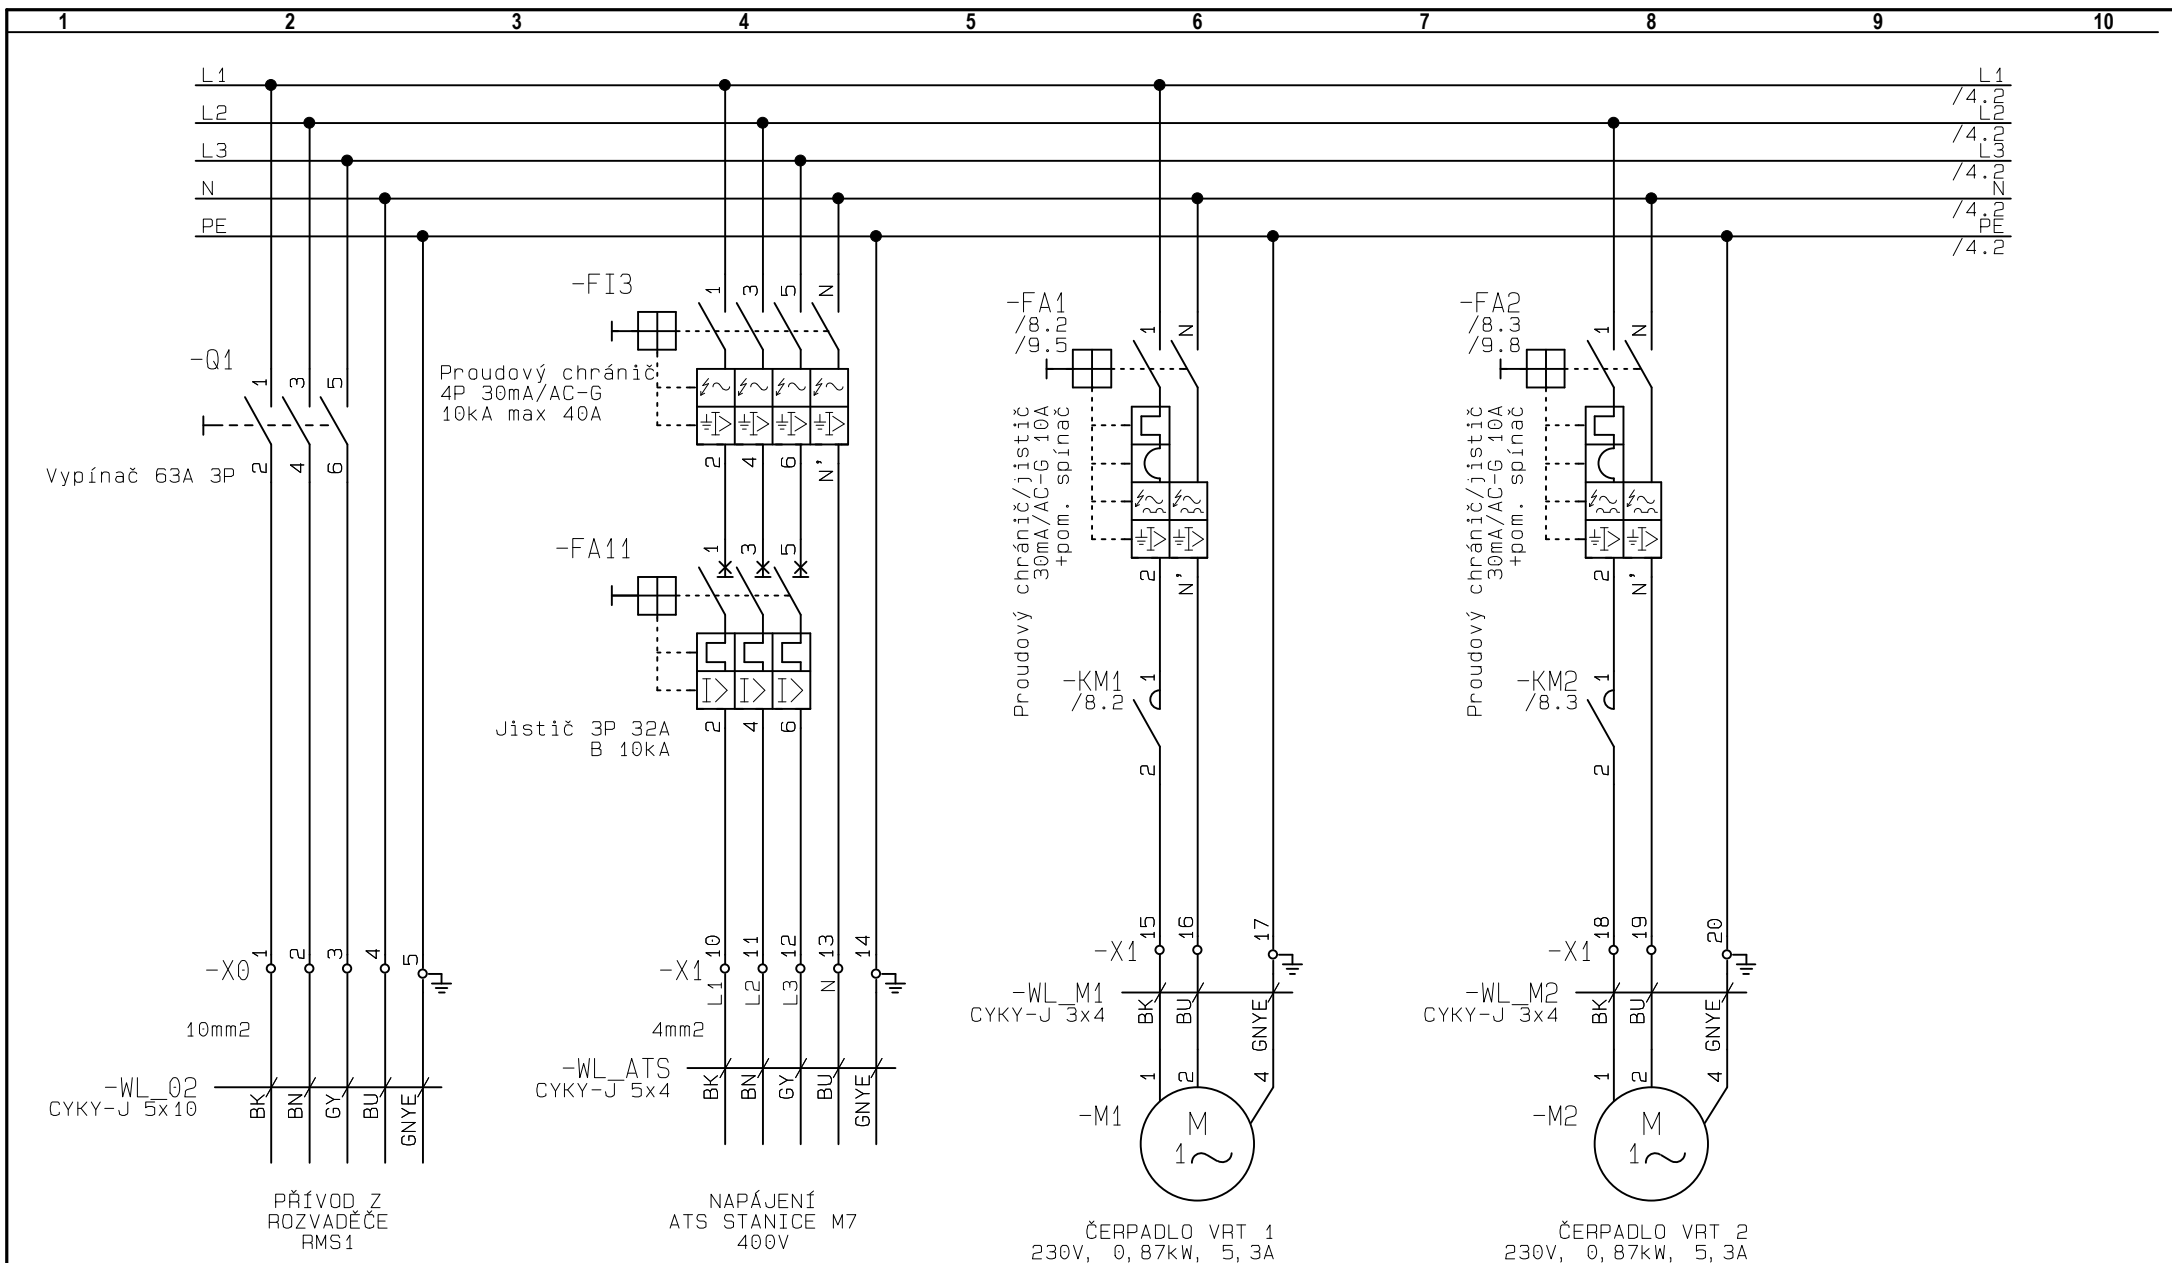 1 2 3 4 5 6 7 8 9 10
L1
L1
/4.2
L2
L2
/4.2
L3
L3
/4.2
N
N
/4.2
PE
PE
/4.2
-Q1
1 3 5
2 4 6
Vypínač 63A 3P
-X0
1 2 3 4 5
10mm2
-WL_02
CYKY-J 5x10
BK BN GY BU GNYE
PŘÍVOD Z
ROZVADĚČE
RMS1
-FI3
1 3 5 N
Proudový chránič
4P 30mA/AC-G
10kA max 40A
2 4 6 N'
-FA11
1 3 5
I> I> I>
Jistič 3P 32A
B 10kA
2 4 6
-X1
10 11 12 13 14
L1 L2 L3 N
4mm2
-WL_ATS
CYKY-J 5x4
BK BN GY BU GNYE
NAPÁJENÍ
ATS STANICE M7
400V
-FA1
/8.2
/9.5
1 N
Proudový chránič/jistič
30mA/AC-G 10A
+pom. spínač
2 N'
-KM1
/8.2
1
2
-X1
15 16 17
-WL_M1
CYKY-J 3x4
BK BU GNYE
1 2 4
-M1
M
1~
ČERPADLO VRT 1
230V, 0,87kW, 5,3A
-FA2
/8.3
/9.8
1 N
Proudový chránič/jistič
30mA/AC-G 10A
+pom. spínač
2 N'
-KM2
/8.3
1
2
-X1
18 19 20
-WL_M2
CYKY-J 3x4
BK BU GNYE
1 2 4
-M2
M
1~
ČERPADLO VRT 2
230V, 0,87kW, 5,3A